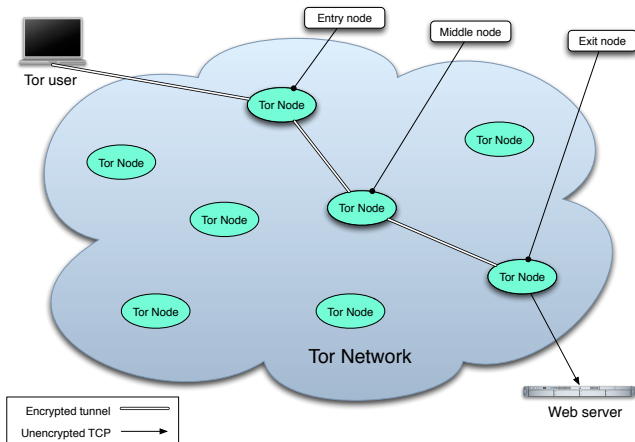 Entry node
Middle node
Exit node
Tor user
Tor Node
Tor Node
Tor Node
Tor Node
Tor Node
Tor Node
Tor Node
Tor Node
Tor Network
Web server
Encrypted tunnel
Unencrypted TCP